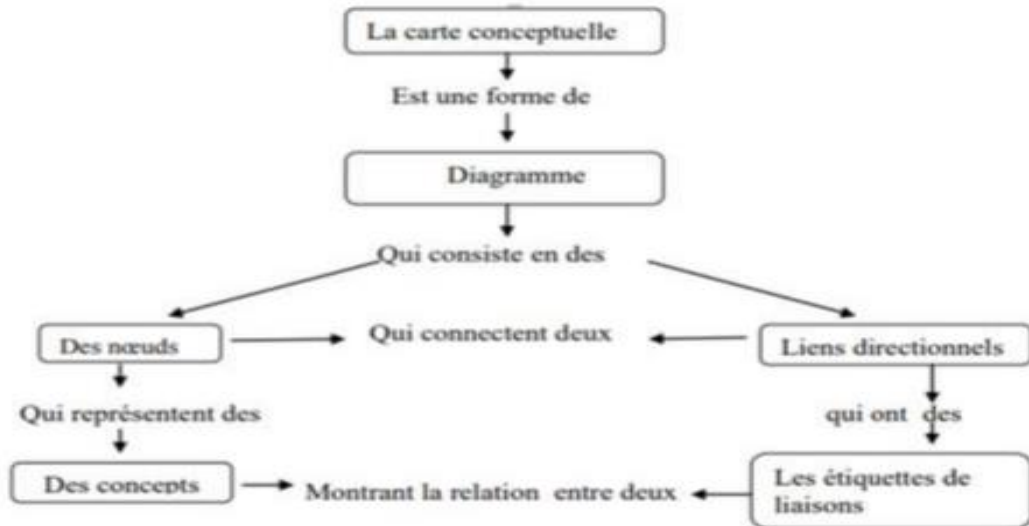 La carte conceptuelle
Est une forme de
Diagramme
Qui consiste en des
Des nœuds
Qui connectent deux
Liens directionnels
Qui représentent des
qui ont des
Des concepts
Montrant la relation entre deux
Les étiquettes de
liaisons